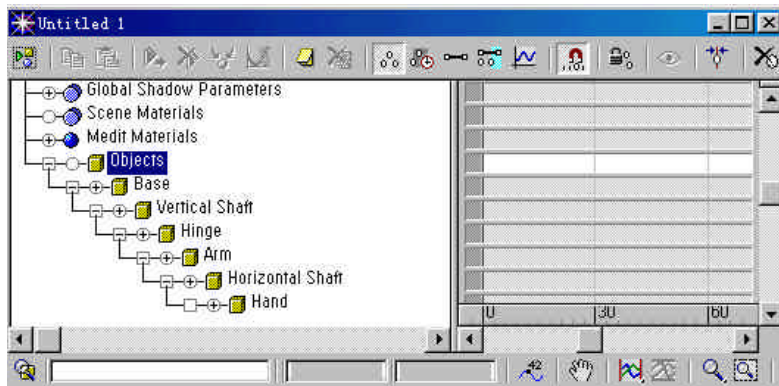 Untitled 1
Global Shadow Parameters
Scene Materials
Medit Materials
Objects
Base
Vertical Shaft
Hinge
Arm
Horizontal Shaft
Hand
0 30 60
42